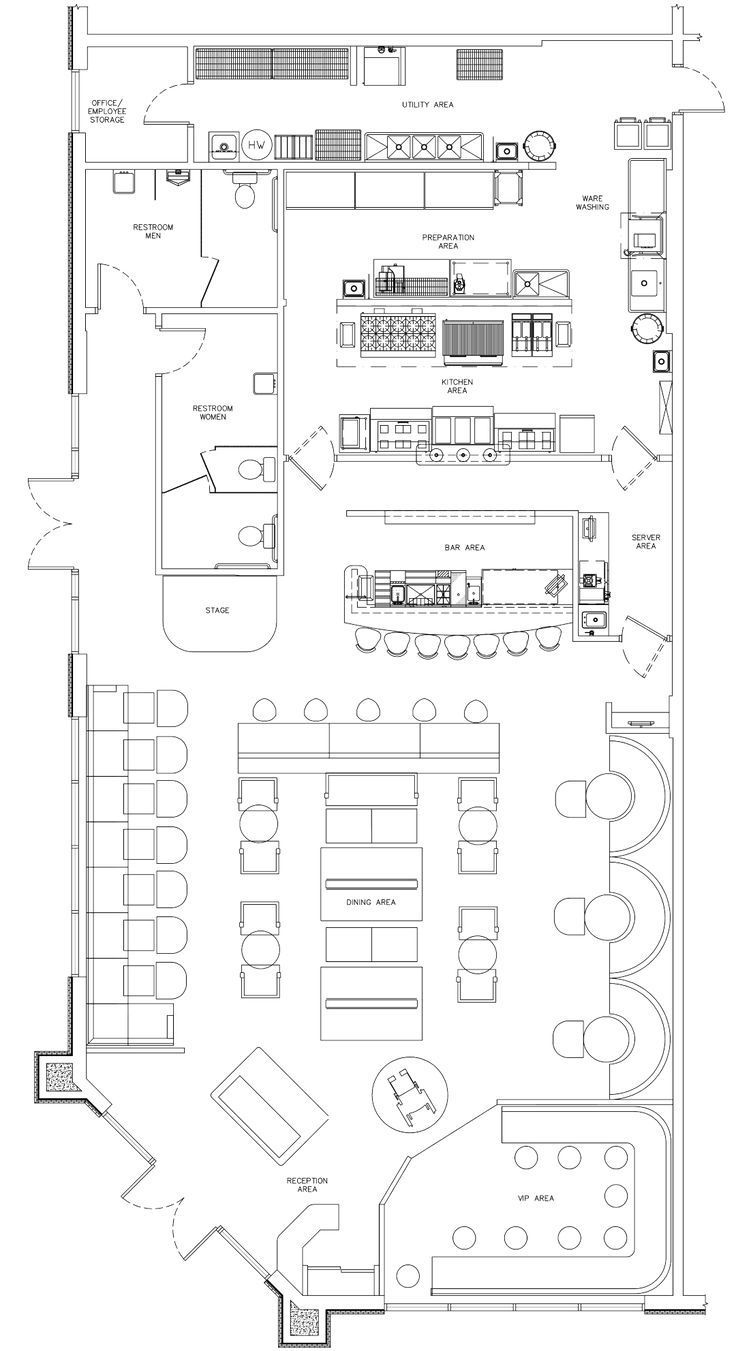 OFFICE/
EMPLOYEE
STORAGE
RESTROOM
MEN
RESTROOM
WOMEN
STAGE
HW
RECEPTION
AREA
DINING AREA
BAR AREA
KITCHEN
AREA
PREPARATION
AREA
UTILITY AREA
VIP AREA
WARE
WASHING
SERVER
AREA